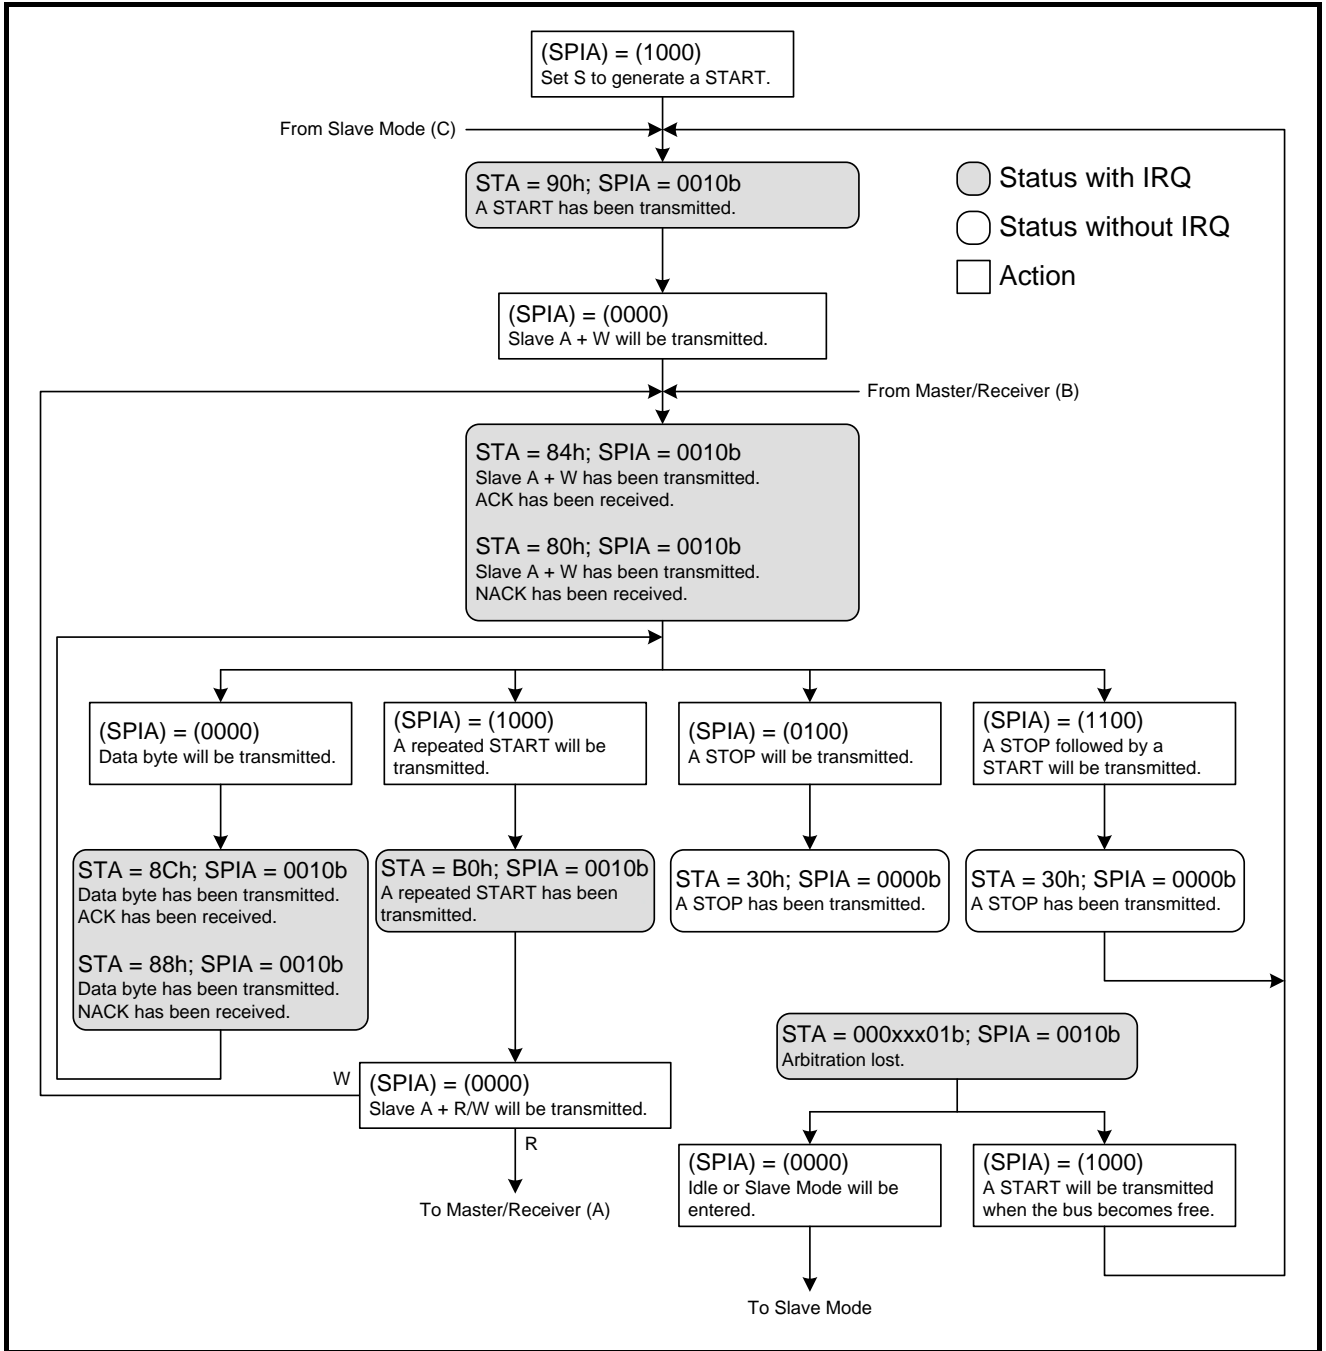 (SPIA) = (1000)
Set S to generate a START.
From Slave Mode (C)
STA = 90h; SPIA = 0010b
A START has been transmitted.
Status with IRQ
Status without IRQ
Action
(SPIA) = (0000)
Slave A + W will be transmitted.
From Master/Receiver (B)
STA = 84h; SPIA = 0010b
Slave A + W has been transmitted.
ACK has been received.
STA = 80h; SPIA = 0010b
Slave A + W has been transmitted.
NACK has been received.
(SPIA) = (0000)
Data byte will be transmitted.
(SPIA) = (1000)
A repeated START will be
transmitted.
(SPIA) = (0100)
A STOP will be transmitted.
(SPIA) = (1100)
A STOP followed by a
START will be transmitted.
STA = 8Ch; SPIA = 0010b
Data byte has been transmitted.
ACK has been received.
STA = 88h; SPIA = 0010b
Data byte has been transmitted.
NACK has been received.
STA = B0h; SPIA = 0010b
A repeated START has been
transmitted.
STA = 30h; SPIA = 0000b
A STOP has been transmitted.
STA = 30h; SPIA = 0000b
A STOP has been transmitted.
STA = 000xxx01b; SPIA = 0010b
Arbitration lost.
W
(SPIA) = (0000)
Slave A + R/W will be transmitted.
R
To Master/Receiver (A)
(SPIA) = (0000)
Idle or Slave Mode will be
entered.
(SPIA) = (1000)
A START will be transmitted
when the bus becomes free.
To Slave Mode